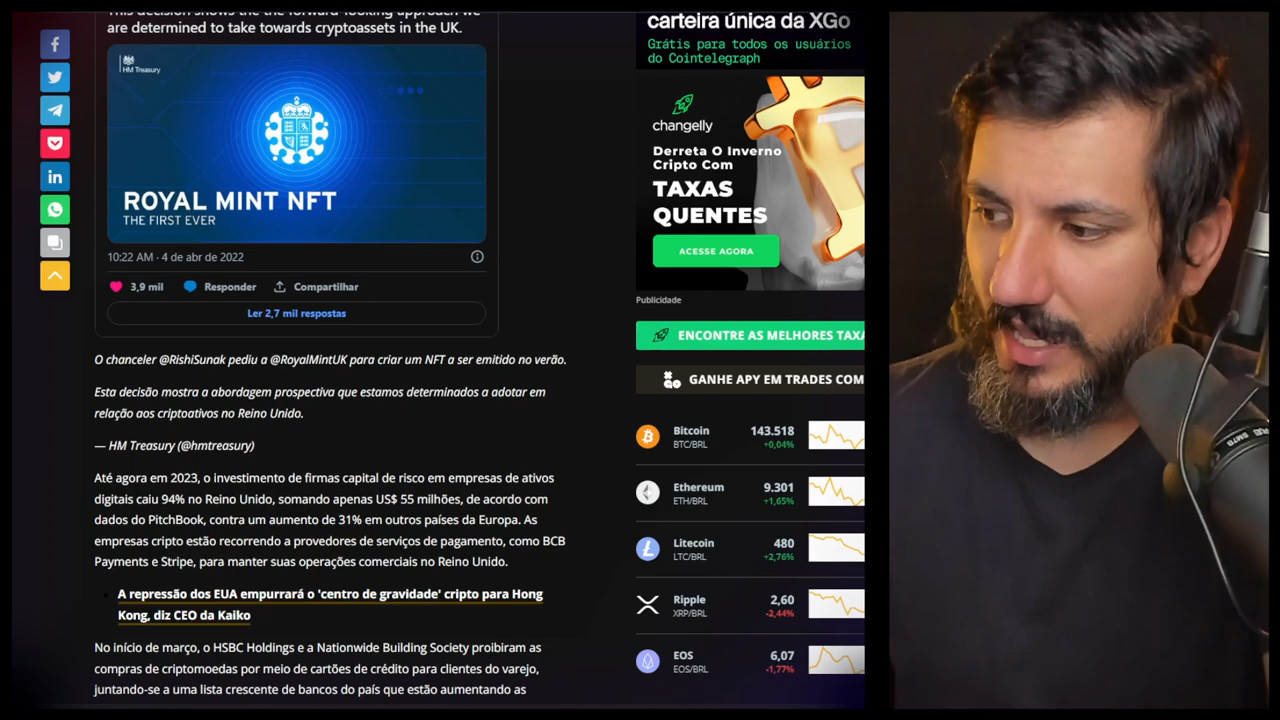 This decision shows the the forward-looking approach we
are determined to take towards cryptoassets in the UK.
HM Treasury
ROYAL MINT NFT
THE FIRST EVER
10:22 AM · 4 de abr de 2022
3,9 mil
Responder
Compartilhar
Ler 2,7 mil respostas
O chanceler @RishiSunak pediu a @RoyalMintUK para criar um NFT a ser emitido no verão.
Esta decisão mostra a abordagem prospectiva que estamos determinados a adotar em
relação aos criptoativos no Reino Unido.
— HM Treasury (@hmtreasury)
Até agora em 2023, o investimento de firmas capital de risco em empresas de ativos
digitais caiu 94% no Reino Unido, somando apenas US$ 55 milhões, de acordo com
dados do PitchBook, contra um aumento de 31% em outros países da Europa. As
empresas cripto estão recorrendo a provedores de serviços de pagamento, como BCB
Payments e Stripe, para manter suas operações comerciais no Reino Unido.
A repressão dos EUA empurrará o 'centro de gravidade' cripto para Hong
Kong, diz CEO da Kaiko
No início de março, o HSBC Holdings e a Nationwide Building Society proibiram as
compras de criptomoedas por meio de cartões de crédito para clientes do varejo,
juntando-se a uma lista crescente de bancos do país que estão aumentando as
carteira única da XGo
Grátis para todos os usuários
do Cointelegraph
changelly
Derreta O Inverno
Cripto Com
TAXAS
QUENTES
ACESSE AGORA
Publicidade
ENCONTRE AS MELHORES TAXA
XGO
GANHE APY EM TRADES COM
Bitcoin 143.518
BTC/BRL +0,04%
Ethereum 9.301
ETH/BRL +1,65%
Litecoin 480
LTC/BRL +2,76%
Ripple 2,60
XRP/BRL -2,44%
EOS 6,07
EOS/BRL -1,77%